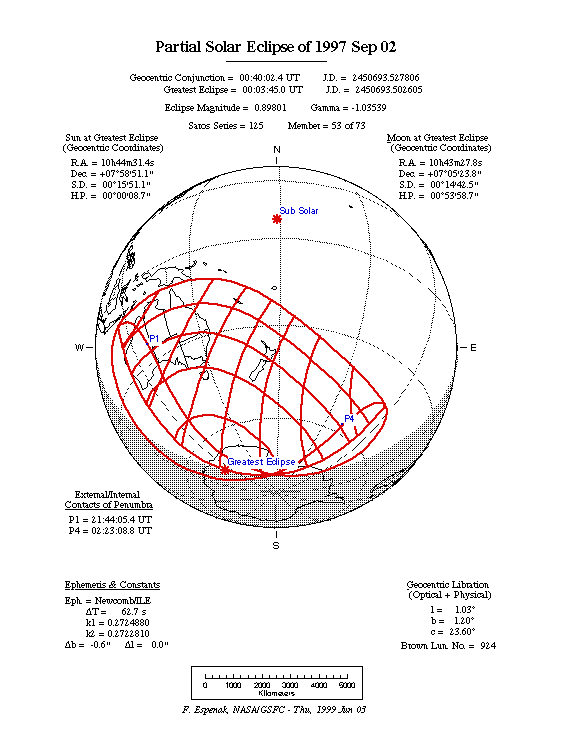 Partial Solar Eclipse of 1997 Sep 02
Geocentric Conjunction = 00:40:02.4 UT J.D. = 2450693.527806
Greatest Eclipse = 00:03:45.0 UT J.D. = 2450693.502605
Eclipse Magnitude = 0.89801 Gamma = -1.03539
Saros Series = 125 Member = 53 of 73
Sun at Greatest Eclipse
(Geocentric Coordinates)
R.A. = 10h44m31.4s
Dec. = +07°58'51.1"
S.D. = 00°15'51.1"
H.P. = 00°00'08.7"
Moon at Greatest Eclipse
(Geocentric Coordinates)
R.A. = 10h43m27.8s
Dec. = +07°05'23.8"
S.D. = 00°14'42.5"
H.P. = 00°53'58.7"
N
Sub Solar
P1
W
E
P4
Greatest Eclipse
S
External/Internal
Contacts of Penumbra
P1 = 21:44:05.4 UT
P4 = 02:23:08.8 UT
Ephemeris & Constants
Eph. = Newcomb/ILE
ΔT = 62.7 s
k1 = 0.2724880
k2 = 0.2722810
Δb = -0.6" Δl = 0.0"
Geocentric Libration
(Optical + Physical)
l = 1.03°
b = 1.20°
c = 23.60°
Brown Lun. No. = 924
0 1000 2000 3000 4000 5000
Kilometers
F. Espenak, NASA/GSFC - Thu, 1999 Jun 03